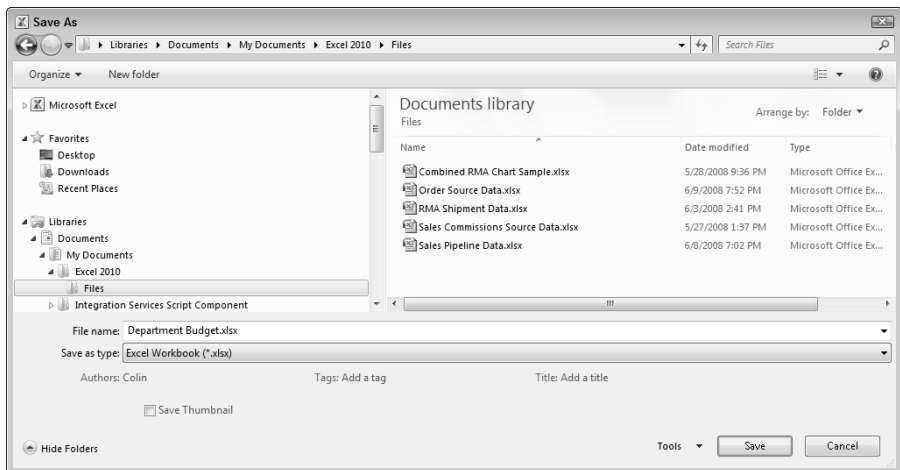 Save As
Libraries Documents My Documents Excel 2010 Files
Search Files
Organize New folder
Microsoft Excel
Favorites
Desktop
Downloads
Recent Places
Libraries
Documents
My Documents
Excel 2010
Files
Integration Services Script Component
Documents library
Files
Arrange by: Folder
Name Date modified Type
Combined RMA Chart Sample.xlsx 5/28/2008 9:36 PM Microsoft Office Ex...
Order Source Data.xlsx 6/9/2008 7:52 PM Microsoft Office Ex...
RMA Shipment Data.xlsx 6/3/2008 2:41 PM Microsoft Office Ex...
Sales Commissions Source Data.xlsx 5/27/2008 1:37 PM Microsoft Office Ex...
Sales Pipeline Data.xlsx 6/8/2008 7:02 PM Microsoft Office Ex...
File name: Department Budget.xlsx
Save as type: Excel Workbook (*.xlsx)
Authors: Colin Tags: Add a tag Title: Add a title
Save Thumbnail
Hide Folders Tools Save Cancel